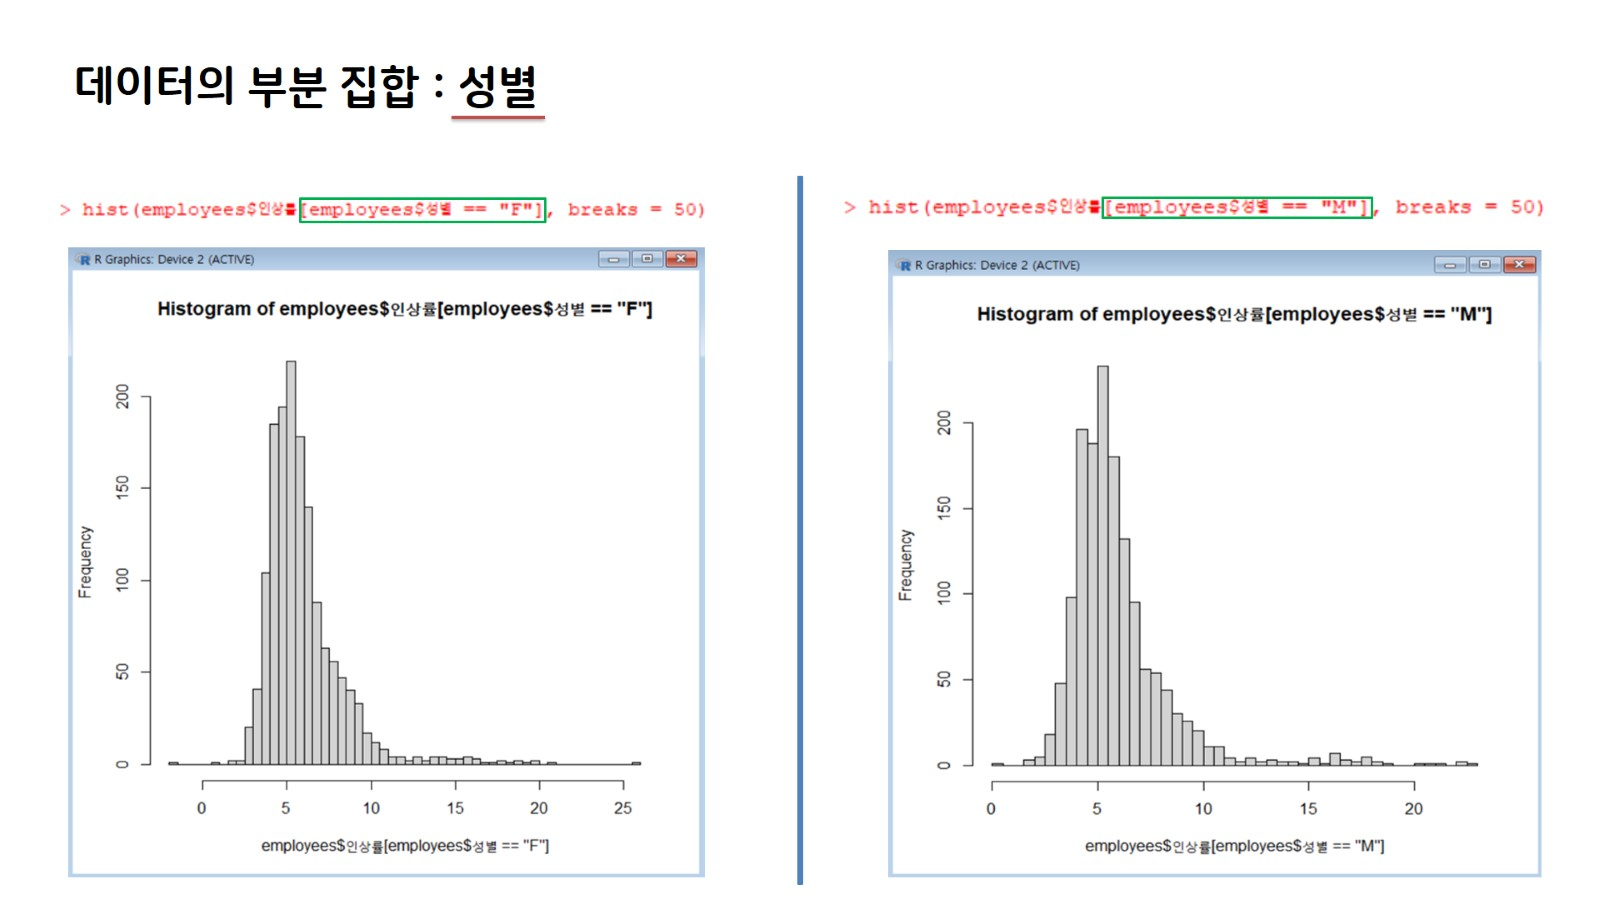 데이터의 부분 집합 : 성별
> hist(employees$인상률[employees$성별 == "F"], breaks = 50)
R Graphics: Device 2 (ACTIVE)
Histogram of employees$인상률[employees$성별 == "F"]
Frequency
200
150
100
50
0
0 5 10 15 20 25
employees$인상률[employees$성별 == "F"]
> hist(employees$인상률[employees$성별 == "M"], breaks = 50)
R Graphics: Device 2 (ACTIVE)
Histogram of employees$인상률[employees$성별 == "M"]
Frequency
200
150
100
50
0
0 5 10 15 20
employees$인상률[employees$성별 == "M"]